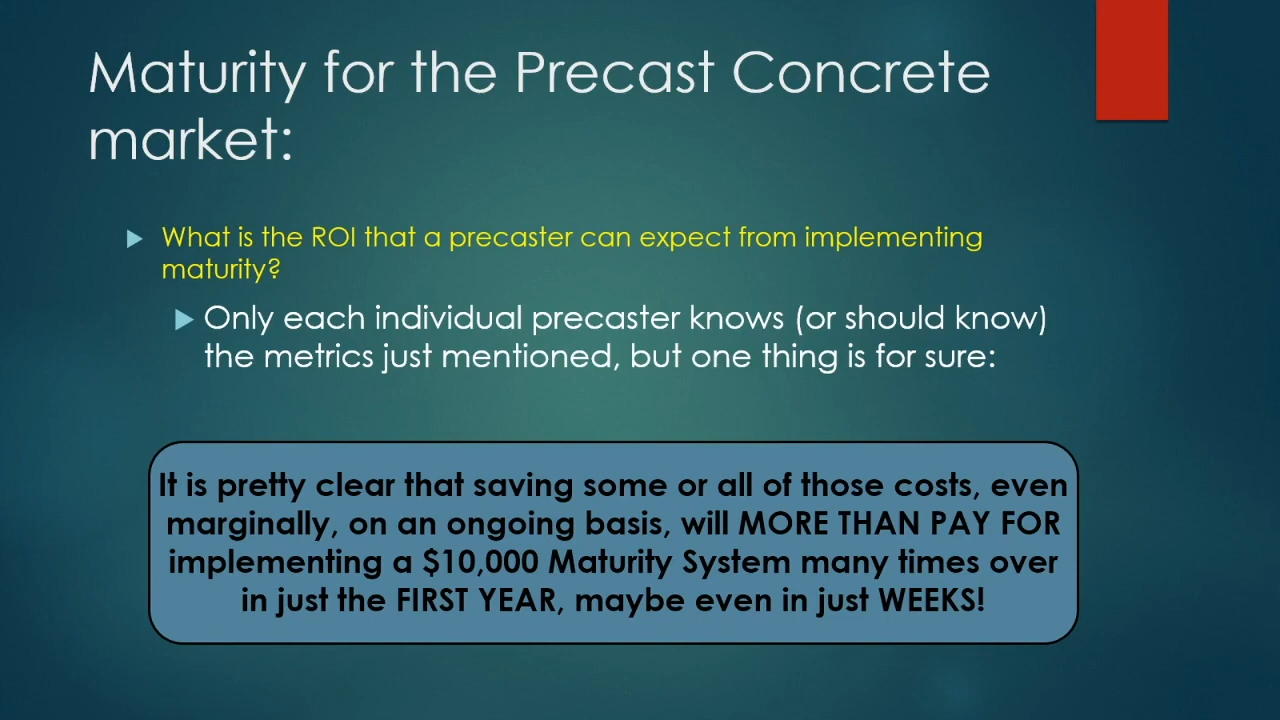 Maturity for the Precast Concrete
market:
What is the ROI that a precaster can expect from implementing
maturity?
Only each individual precaster knows (or should know)
the metrics just mentioned, but one thing is for sure:
It is pretty clear that saving some or all of those costs, even
marginally, on an ongoing basis, will MORE THAN PAY FOR
implementing a $10,000 Maturity System many times over
in just the FIRST YEAR, maybe even in just WEEKS!